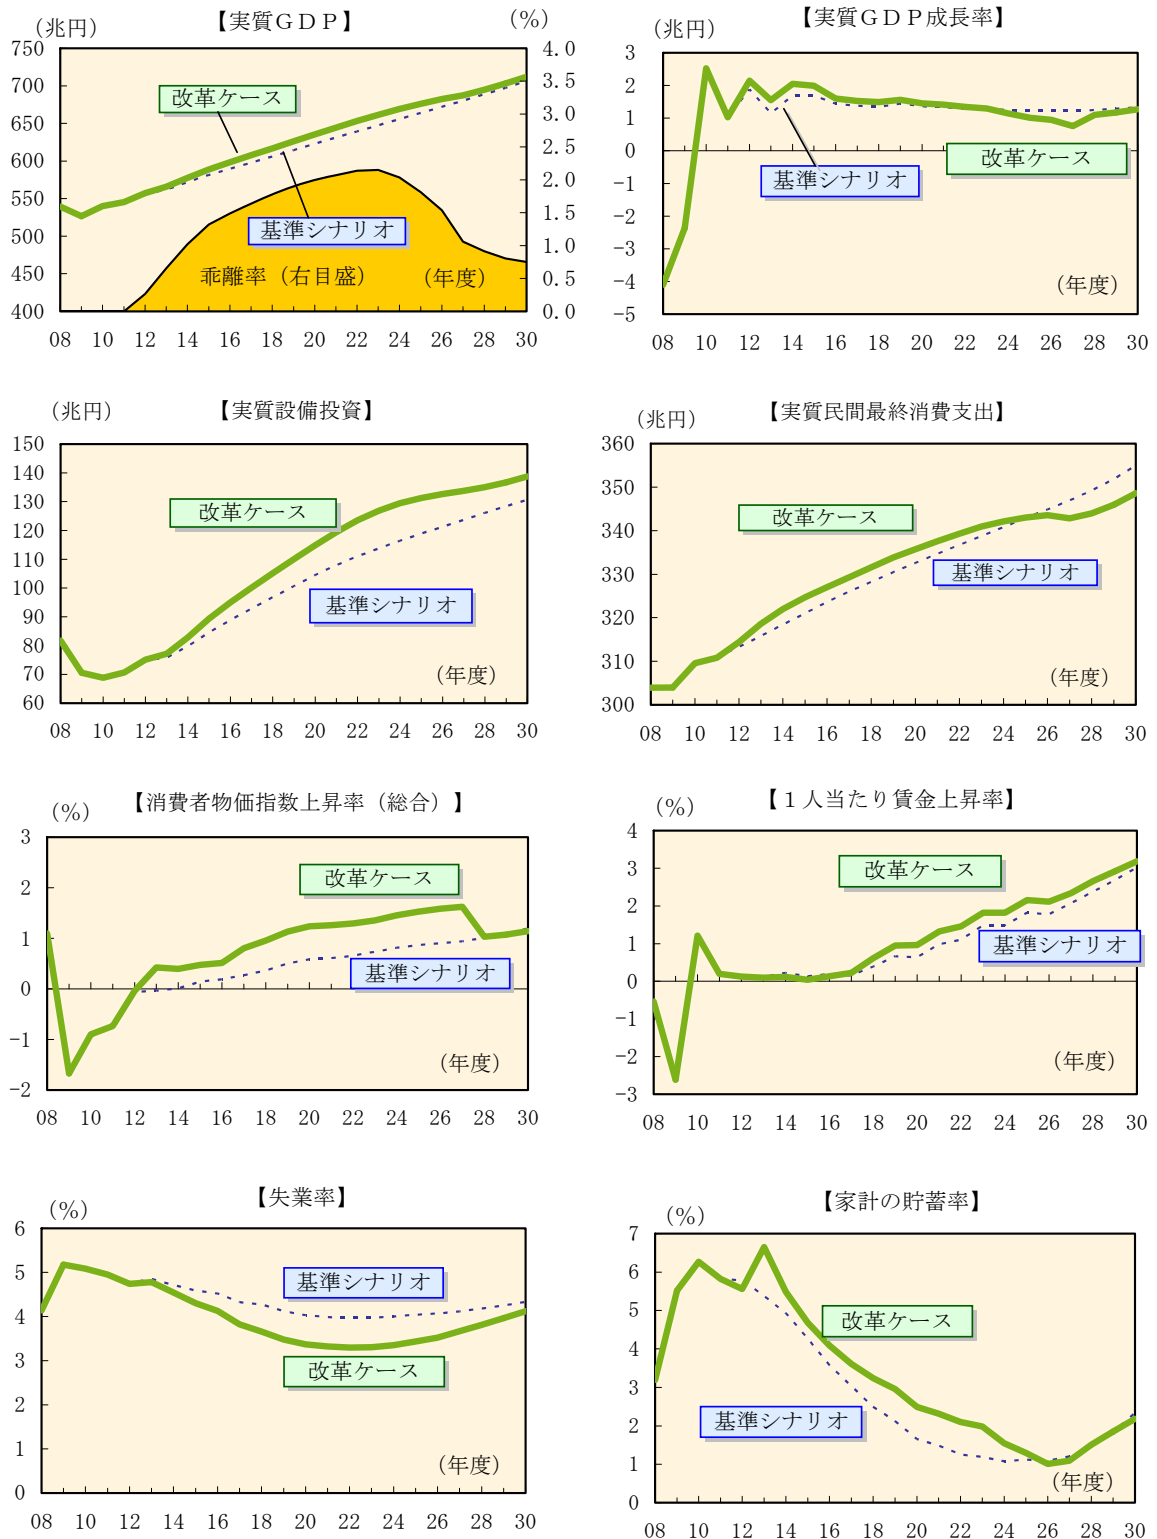 【実質ＧＤＰ】
(兆円)
(%)
750
700
650
600
550
500
450
400
4.0
3.5
3.0
2.5
2.0
1.5
1.0
0.5
0.0
改革ケース
基準シナリオ
乖離率（右目盛）
(年度)
08 10 12 14 16 18 20 22 24 26 28 30
【実質ＧＤＰ成長率】
(兆円)
3
2
1
0
-1
-2
-3
-4
-5
改革ケース
基準シナリオ
(年度)
08 10 12 14 16 18 20 22 24 26 28 30
【実質設備投資】
(兆円)
150
140
130
120
110
100
90
80
70
60
改革ケース
基準シナリオ
(年度)
08 10 12 14 16 18 20 22 24 26 28 30
【実質民間最終消費支出】
(兆円)
360
350
340
330
320
310
300
改革ケース
基準シナリオ
(年度)
08 10 12 14 16 18 20 22 24 26 28 30
【消費者物価指数上昇率（総合）】
(%)
3
2
1
0
-1
-2
改革ケース
基準シナリオ
(年度)
08 10 12 14 16 18 20 22 24 26 28 30
【１人当たり賃金上昇率】
(%)
4
3
2
1
0
-1
-2
-3
改革ケース
基準シナリオ
(年度)
08 10 12 14 16 18 20 22 24 26 28 30
【失業率】
(%)
6
5
4
3
2
1
0
基準シナリオ
改革ケース
(年度)
08 10 12 14 16 18 20 22 24 26 28 30
【家計の貯蓄率】
(%)
7
6
5
4
3
2
1
0
改革ケース
基準シナリオ
(年度)
08 10 12 14 16 18 20 22 24 26 28 30